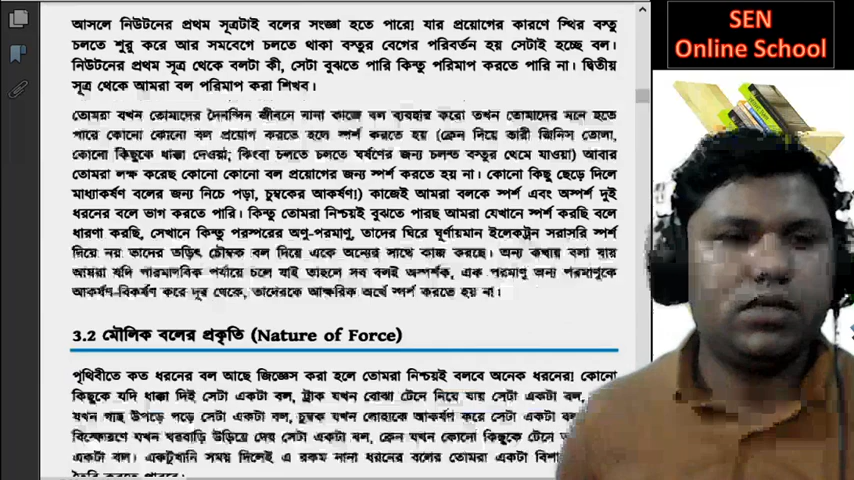 আসলে নিউটনের প্রথম সূত্রটাই বলের সংজ্ঞা হতে পারে! যার প্রয়োগের কারণে স্থির বস্তু
চলতে শুরু করে আর সমবেগে চলতে থাকা বস্তুর বেগের পরিবর্তন হয় সেটাই হচ্ছে বল।
নিউটনের প্রথম সূত্র থেকে বলটা কী, সেটা বুঝতে পারি কিন্তু পরিমাপ করতে পারি না। দ্বিতীয়
সূত্র থেকে আমরা বল পরিমাপ করা শিখব।
তোমরা যখন তোমাদের দৈনন্দিন জীবনে নানা কাজে বল ব্যবহার করো তখন তোমাদের মনে হতে
পারে কোনো কোনো বল প্রয়োগ করতে হলে স্পর্শ করতে হয় (ক্রেন দিয়ে ভারী জিনিস তোলা,
কোনো কিছুকে ধাক্কা দেওয়া; কিংবা চলতে চলতে ঘর্ষণের জন্য চলন্ত বস্তুর থেমে যাওয়া) আবার
তোমরা লক্ষ করেছ কোনো কোনো বল প্রয়োগের জন্য স্পর্শ করতে হয় না। কোনো কিছু ছেড়ে দিলে
মাধ্যাকর্ষণ বলের জন্য নিচে পড়া, চুম্বকের আকর্ষণ!) কাজেই আমরা বলকে স্পর্শ এবং অস্পর্শ দুই
ধরনের বলে ভাগ করতে পারি। কিন্তু তোমরা নিশ্চয়ই বুঝতে পারছ আমরা যেখানে স্পর্শ করছি বলে
ধারণা করছি, সেখানে কিন্তু পরস্পরের অণু-পরমাণু, তাদের ঘিরে ঘূর্ণায়মান ইলেকট্রন সরাসরি স্পর্শ
দিয়ে নয় তাদের তড়িৎ চৌম্বক বল দিয়ে একে অন্যের সাথে কাজ করছে। অন্য কথায় বলা যায়
আমরা যদি পারমাণবিক পর্যায়ে চলে যাই তাহলে সব বলই অস্পর্শক, এক পরমাণু অন্য পরমাণুকে
আকর্ষণ-বিকর্ষণ করে দূর থেকে, তাদেরকে আক্ষরিক অর্থে স্পর্শ করতে হয় না।
3.2 মৌলিক বলের প্রকৃতি (Nature of Force)
পৃথিবীতে কত ধরনের বল আছে জিজ্ঞেস করা হলে তোমরা নিশ্চয়ই বলবে অনেক ধরনের! কোনো
কিছুকে যদি ধাক্কা দিই সেটা একটা বল, ট্রাক যখন বোঝা টেনে নিয়ে যায় সেটা একটা বল,
যখন গাছ উপড়ে পড়ে সেটা একটা বল, চুম্বক যখন লোহাকে আকর্ষণ করে সেটা একটা বল
বিস্ফোরণে যখন ঘরবাড়ি উড়িয়ে দেয় সেটা একটা বল, ক্রেন যখন কোনো কিছুকে টেনে
একটা বল। একটুখানি সময় দিলেই এ রকম নানা ধরনের বলের তোমরা একটা
SEN
Online School